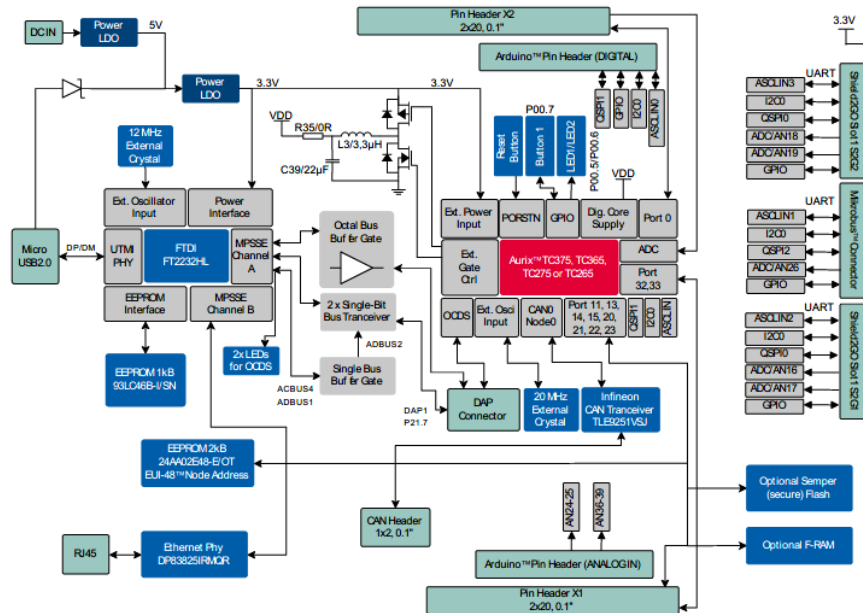 DC IN
Power
LDO
5V
Power
LDO
3.3V
3.3V
Pin Header X2
2x20, 0.1"
Arduino™ Pin Header (DIGITAL)
QSPI1
GPIO
I2C0
ASCLIN0
12 MHz
External
Crystal
VDD
R35/0R
L3/3,3µH
C39/22µF
Reset
Button
P00.7
Button 1
LED1/LED2
P00.5/P00.6
VDD
Ext. Oscillator
Input
Power
Interface
Micro
USB2.0
DP/DM
UTMI
PHY
FTDI
FT2232HL
MPSSE
Channel
A
EEPROM
Interface
MPSSE
Channel B
Octal Bus
Buffer Gate
2 x Single-Bit
Bus Tranceiver
ADBUS2
Single Bus
Buffer Gate
ACBUS4
ADBUS1
EEPROM 1kB
93LC46B-I/SN
2x LEDs
for OCDS
Ext. Power
Input
PORSTN
GPIO
Dig. Core
Supply
Port 0
Ext.
Gate
Ctrl
Aurix™ TC375, TC365,
TC275 or TC265
ADC
Port
32,33
OCDS
Ext. Osci
Input
CAN0
Node0
Port 11, 13,
14, 15, 20,
21, 22, 23
QSPI1
I2C0
ASCLIN
DAP1
P21.7
DAP
Connector
20 MHz
External
Crystal
Infineon
CAN Tranceiver
TLE9251VSJ
EEPROM 2kB
24AA02E48-E/OT
EUI-48™ Node Address
CAN Header
1x2, 0.1"
RJ45
Ethernet Phy
DP83825IRMQR
AN24-25
AN36-39
Arduino™ Pin Header (ANALOG IN)
Pin Header X1
2x20, 0.1"
Optional Semper
(secure) Flash
Optional F-RAM
3.3V
UART
ASCLIN3
I2C0
QSPI0
ADC/AN18
ADC/AN19
GPIO
Shield2GO Slot 1 S2G2
UART
ASCLIN1
I2C0
QSPI2
ADC/AN26
GPIO
Mikrobus™ Connector
UART
ASCLIN2
I2C0
QSPI0
ADC/AN16
ADC/AN17
GPIO
Shield2GO Slot1 S2GI